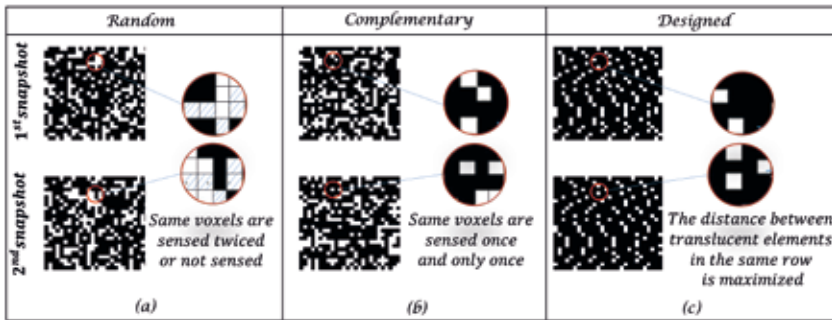 Random
Complementary
Designed
1st snapshot
2nd snapshot
Same voxels are
sensed twiced
or not sensed
Same voxels are
sensed once
and only once
The distance between
translucent elements
in the same row
is maximized
(a)
(b)
(c)